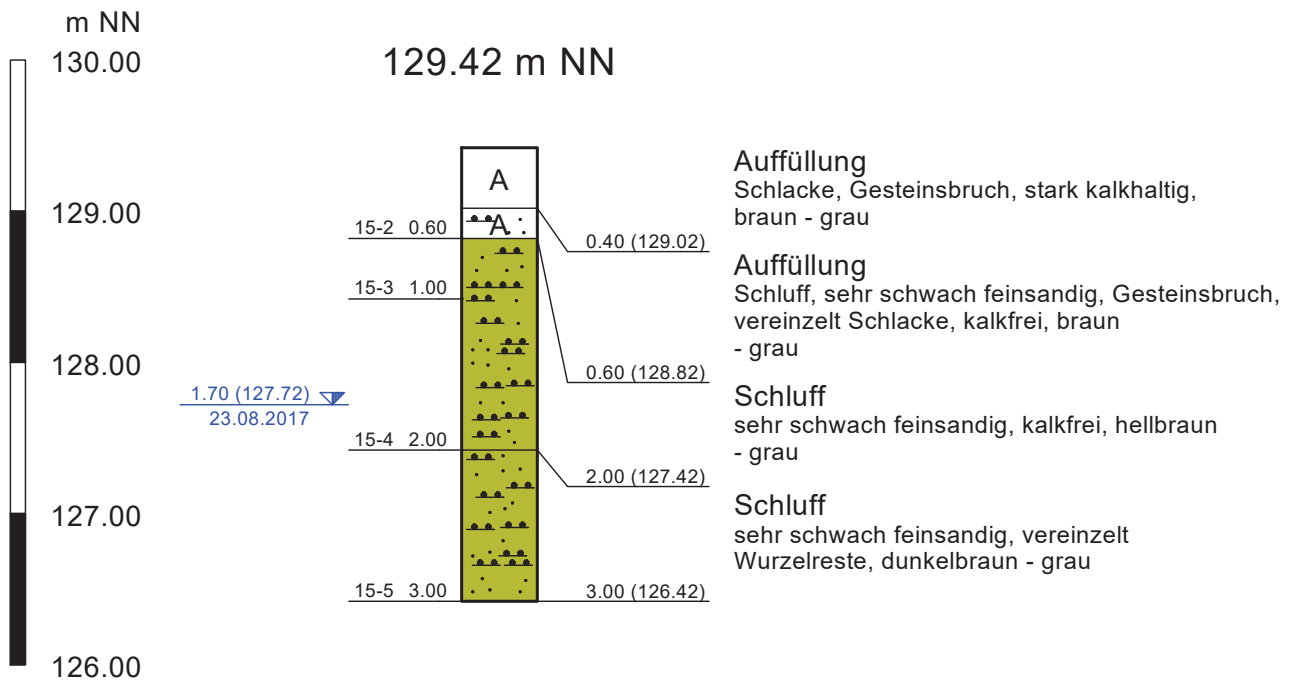 m NN
130.00
129.42 m NN
129.00
128.00
127.00
126.00
1.70 (127.72)
23.08.2017
15-2 0.60
15-3 1.00
15-4 2.00
15-5 3.00
A
A
0.40 (129.02)
0.60 (128.82)
2.00 (127.42)
3.00 (126.42)
Auffüllung
Schlacke, Gesteinsbruch, stark kalkhaltig,
braun - grau
Auffüllung
Schluff, sehr schwach feinsandig, Gesteinsbruch,
vereinzelt Schlacke, kalkfrei, braun
- grau
Schluff
sehr schwach feinsandig, kalkfrei, hellbraun
- grau
Schluff
sehr schwach feinsandig, vereinzelt
Wurzelreste, dunkelbraun - grau